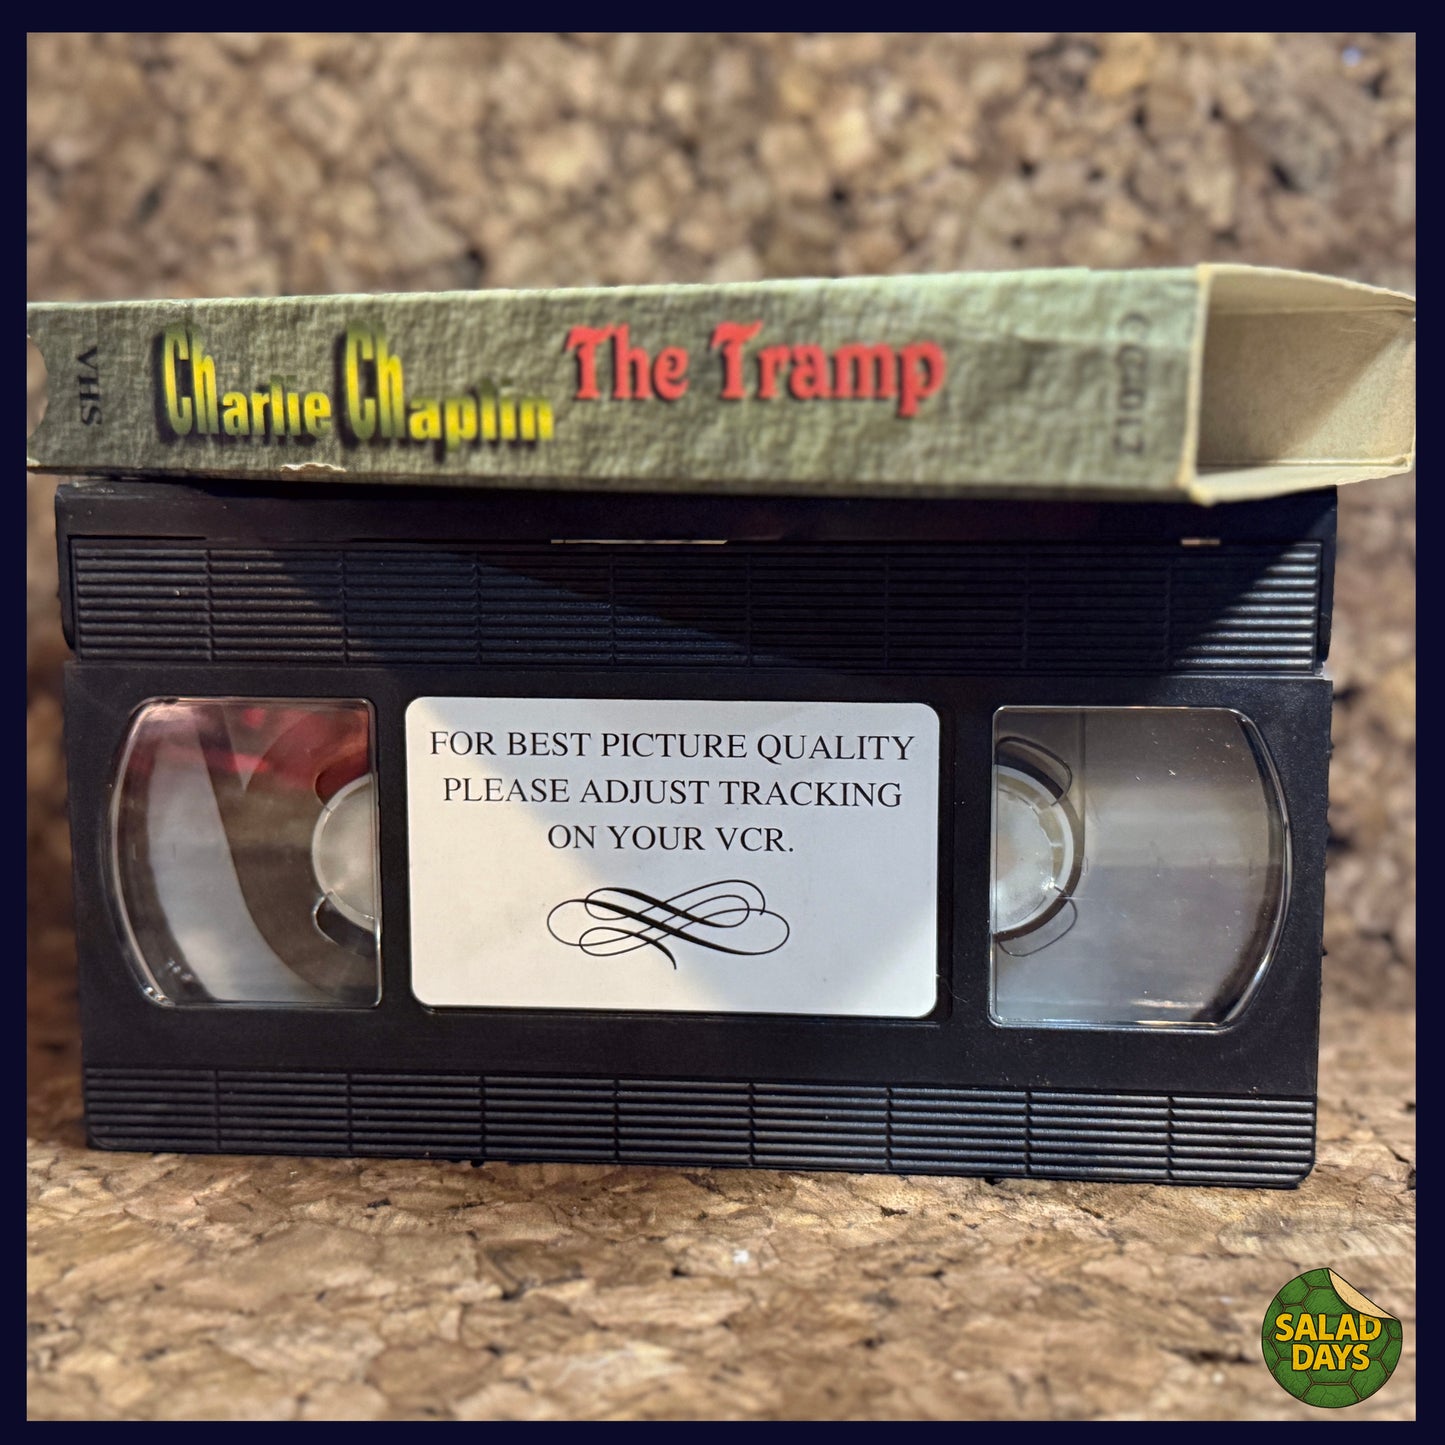 VHS
Charlie Chaplin The Tramp
FOR BEST PICTURE QUALITY
PLEASE ADJUST TRACKING
ON YOUR VCR.
SALAD
DAYS